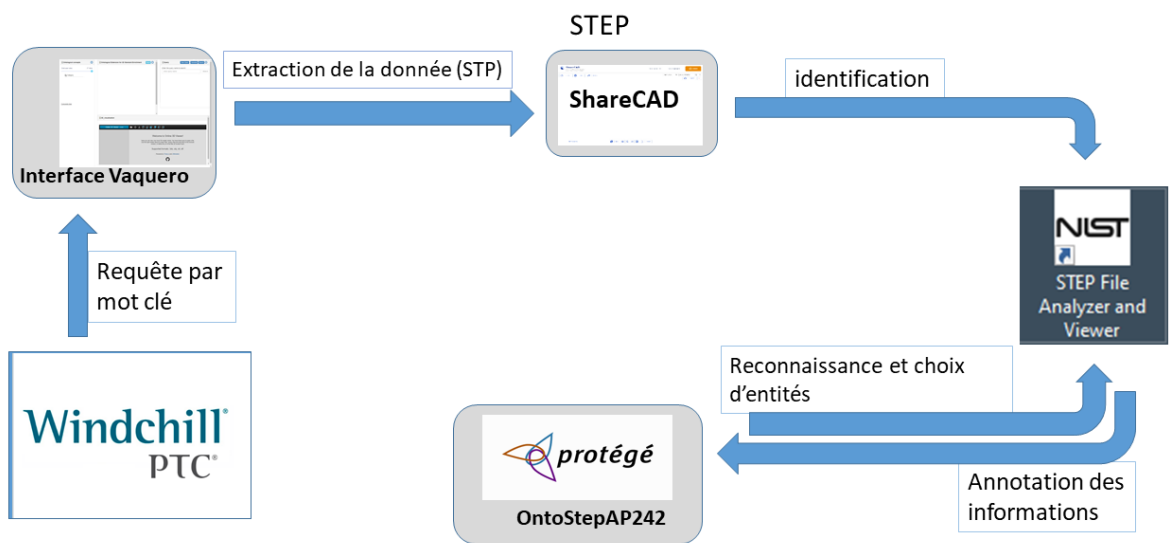 STEP
Extraction de la donnée (STP)
identification
ShareCAD
Interface Vaquero
NIST
STEP File
Analyzer and
Viewer
Requête par
mot clé
Reconnaissance et choix
d'entités
Windchill®
PTC®
protégé
OntoStepAP242
Annotation des
informations